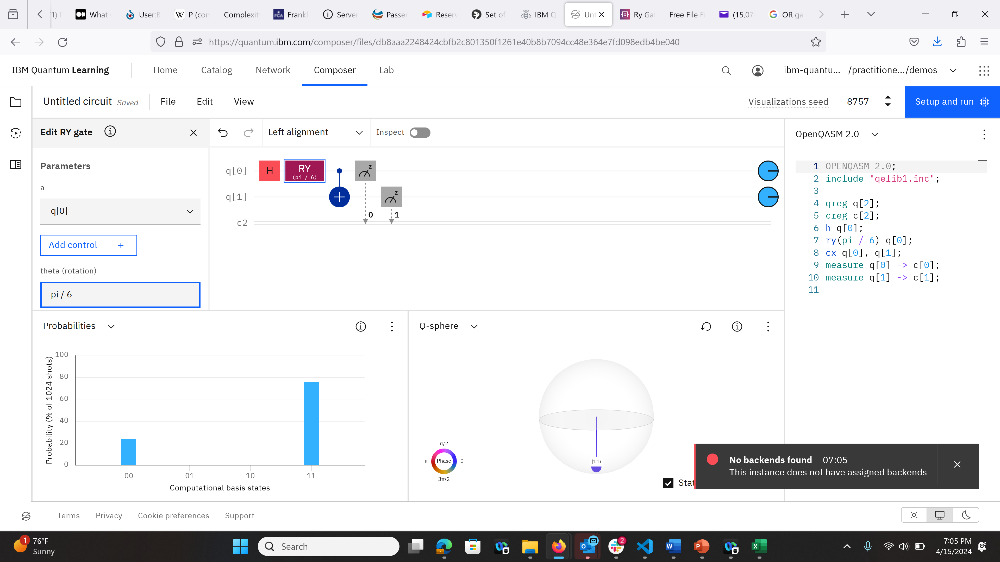 What
User:B
P (com
Complexit
Frankl
Server
Passer
Reserv
Set of
IBM Q
Unt
Ry Gat
Free File Fi
(15,07
OR ga
https://quantum.ibm.com/composer/files/db8aaa2248424cbfb2c801350f1261e40b8b7094cc48e364e7fd098edb4be040
IBM Quantum Learning
Home
Catalog
Network
Composer
Lab
ibm-quantu... /practitione.../demos
Untitled circuit Saved
File
Edit
View
Visualizations seed
8757
Setup and run
Edit RY gate
Left alignment
Inspect
OpenQASM 2.0
Parameters
a
q[0]
Add control +
theta (rotation)
pi / 6
q[0]
H
RY
(pi / 6)
z
q[1]
z
0
1
c2
1 OPENQASM 2.0;
2 include "qelib1.inc";
3
4 qreg q[2];
5 creg c[2];
6 h q[0];
7 ry(pi / 6) q[0];
8 cx q[0], q[1];
9 measure q[0] -> c[0];
10 measure q[1] -> c[1];
11
Probabilities
Probability (% of 1024 shots)
100
80
60
40
20
0
00
01
10
11
Computational basis states
Q-sphere
π/2
π
Phase
0
3π/2
|11⟩
Stat
No backends found 07:05
This instance does not have assigned backends
Terms
Privacy
Cookie preferences
Support
1
76°F
Sunny
Search
2
7:05 PM
4/15/2024